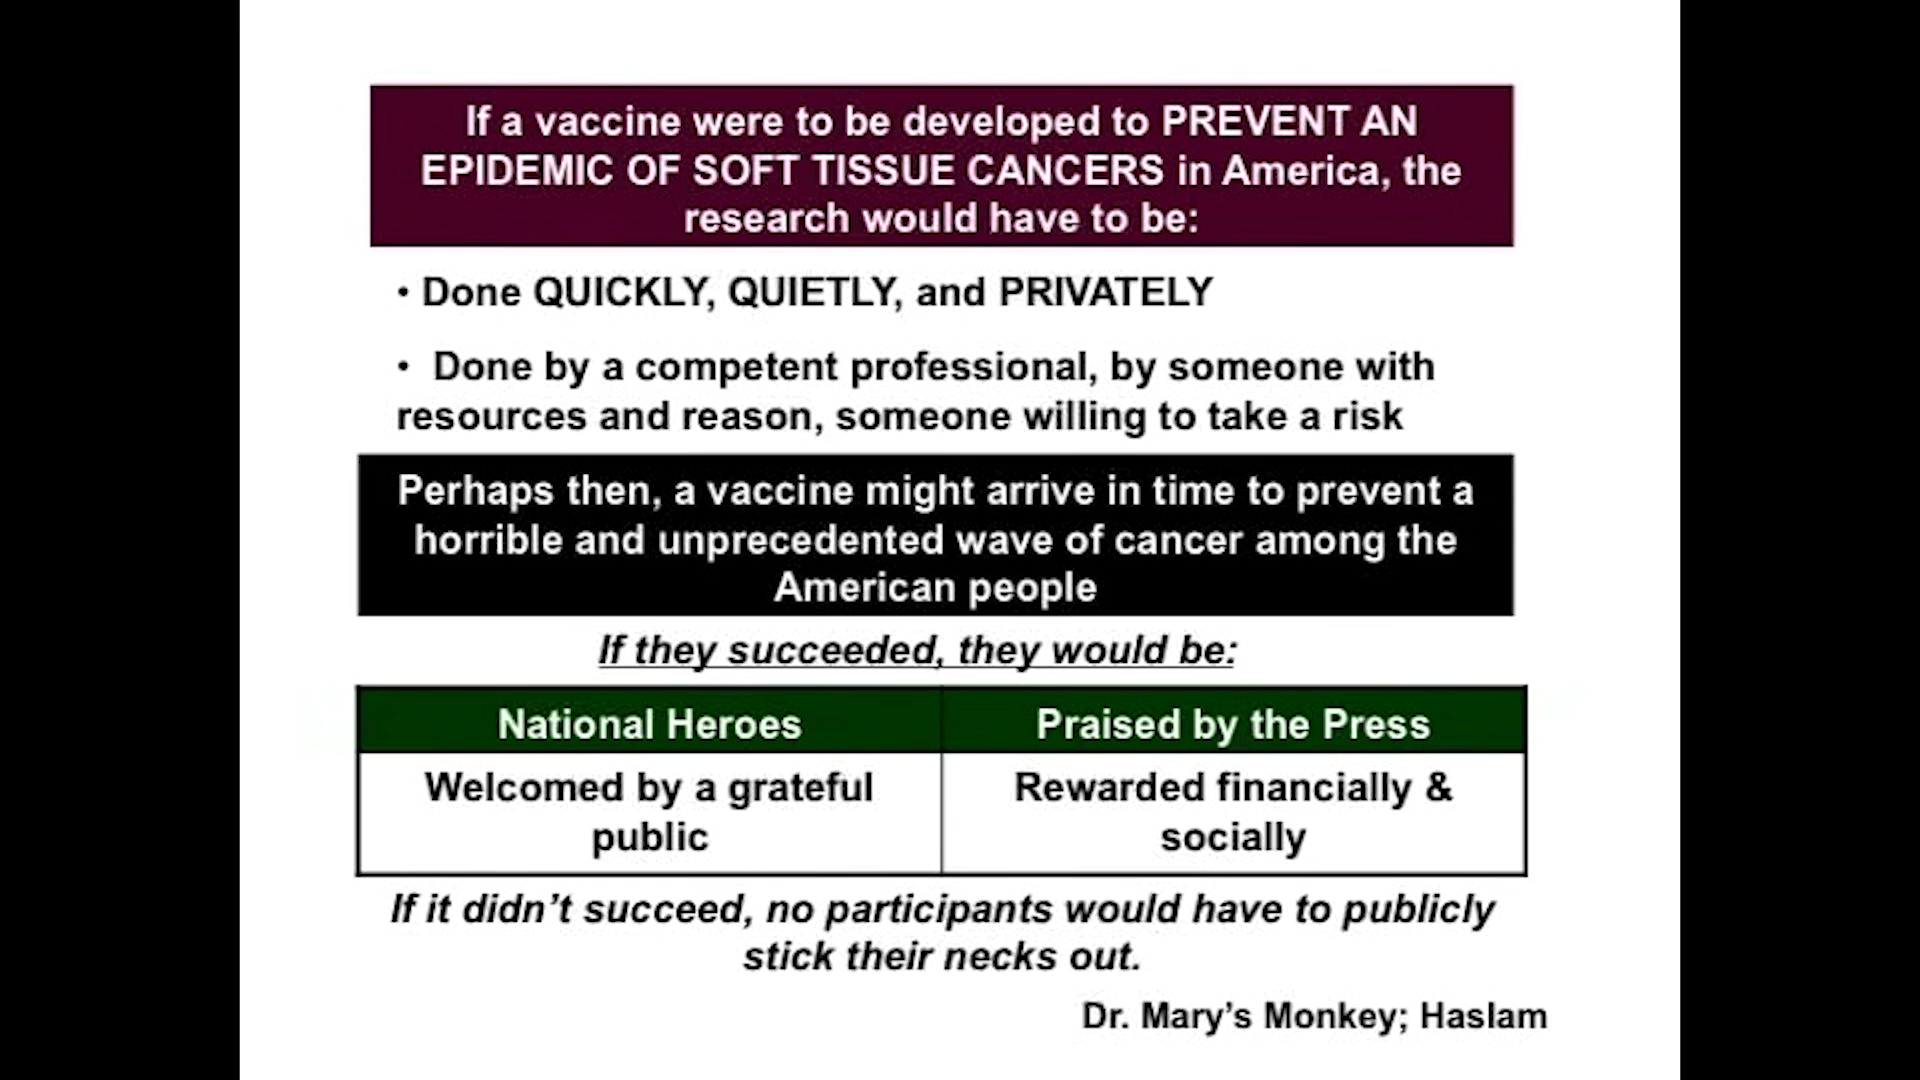 If a vaccine were to be developed to PREVENT AN
EPIDEMIC OF SOFT TISSUE CANCERS in America, the
research would have to be:
• Done QUICKLY, QUIETLY, and PRIVATELY
• Done by a competent professional, by someone with
resources and reason, someone willing to take a risk
Perhaps then, a vaccine might arrive in time to prevent a
horrible and unprecedented wave of cancer among the
American people
If they succeeded, they would be:
National Heroes
Praised by the Press
Welcomed by a grateful
public
Rewarded financially &
socially
If it didn't succeed, no participants would have to publicly
stick their necks out.
Dr. Mary's Monkey; Haslam